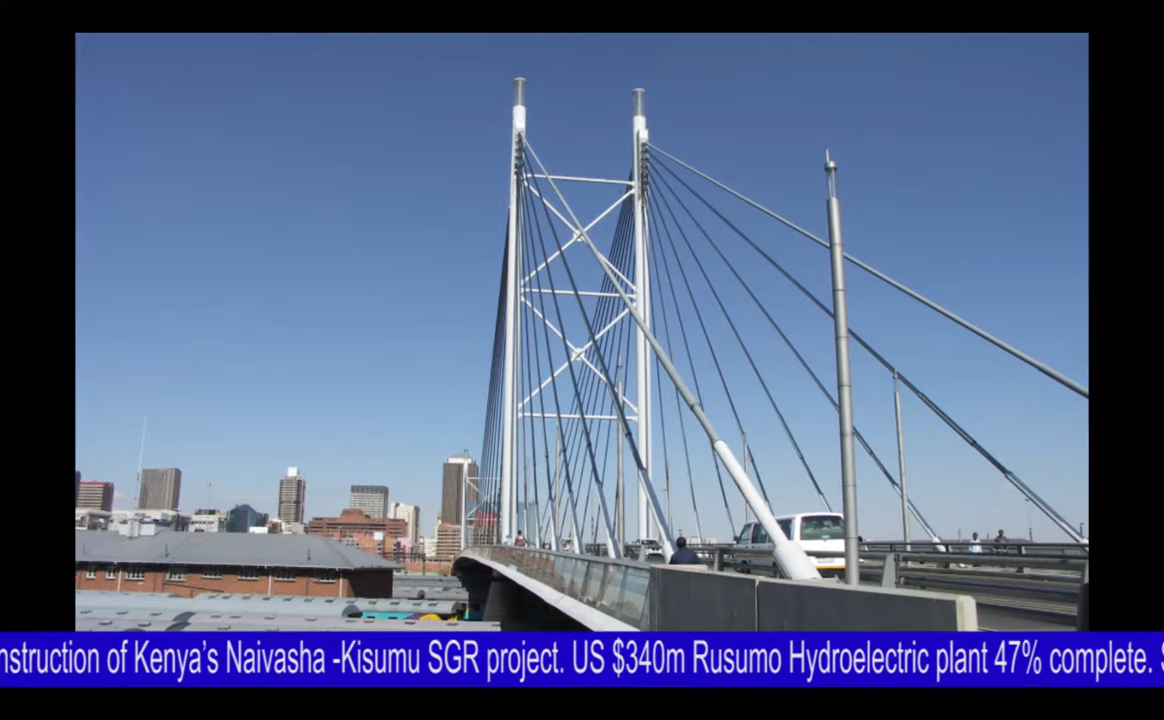 nstruction of Kenya's Naivasha -Kisumu SGR project. US $340m Rusumo Hydroelectric plant 47% complete. S